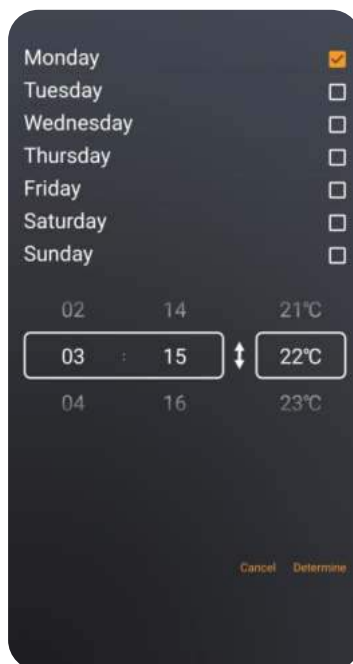 Monday
Tuesday
Wednesday
Thursday
Friday
Saturday
Sunday
02 14 21℃
03 : 15 22℃
04 16 23℃
Cancel Determine